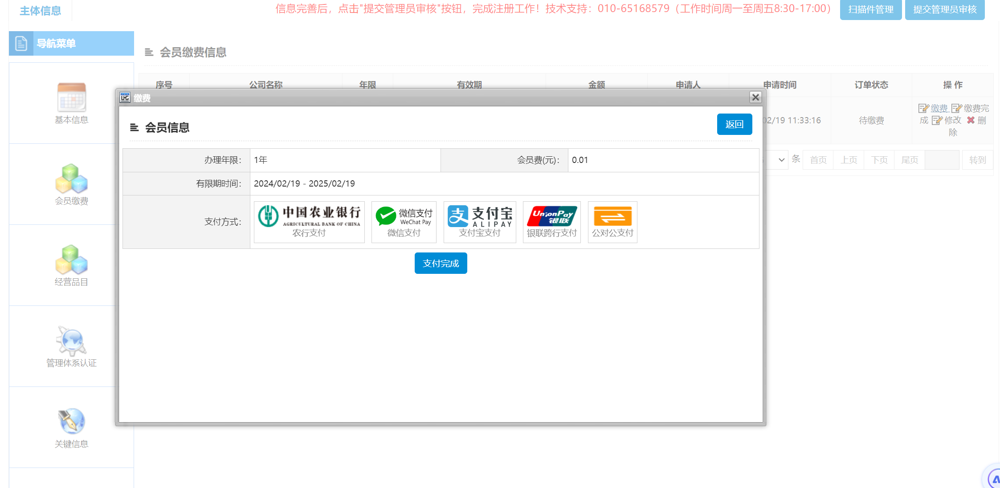 主体信息
信息完善后，点击"提交管理员审核"按钮，完成注册工作！技术支持：010-65168579（工作时间周一至周五8:30-17:00）
扫描件管理
提交管理员审核
导航菜单
基本信息
会员缴费
经营品目
管理体系认证
关键信息
会员缴费信息
序号 公司名称 年限 有效期 金额 申请人 申请时间 订单状态 操 作
02/19 11:33:16 待缴费
缴费 缴费完
成 修改 删
除
条 首页 上页 下页 尾页 转到
缴费
会员信息
返回
办理年限： 1年 会员费(元)： 0.01
有限期时间： 2024/02/19 - 2025/02/19
支付方式：
中国农业银行
AGRICULTURAL BANK OF CHINA
农行支付
微信支付
WeChat Pay
微信支付
支 支付宝
ALIPAY
支付宝支付
UnionPay
银联
银联跨行支付
公对公支付
支付完成